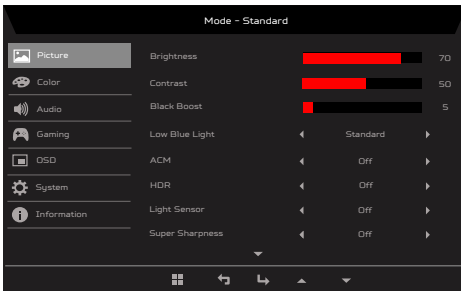 Mode - Standard
Picture
Brightness 70
Color
Contrast 50
Audio
Black Boost 5
Gaming
Low Blue Light Standard
OSD
ACM Off
System
HDR Off
Information
Light Sensor Off
Super Sharpness Off